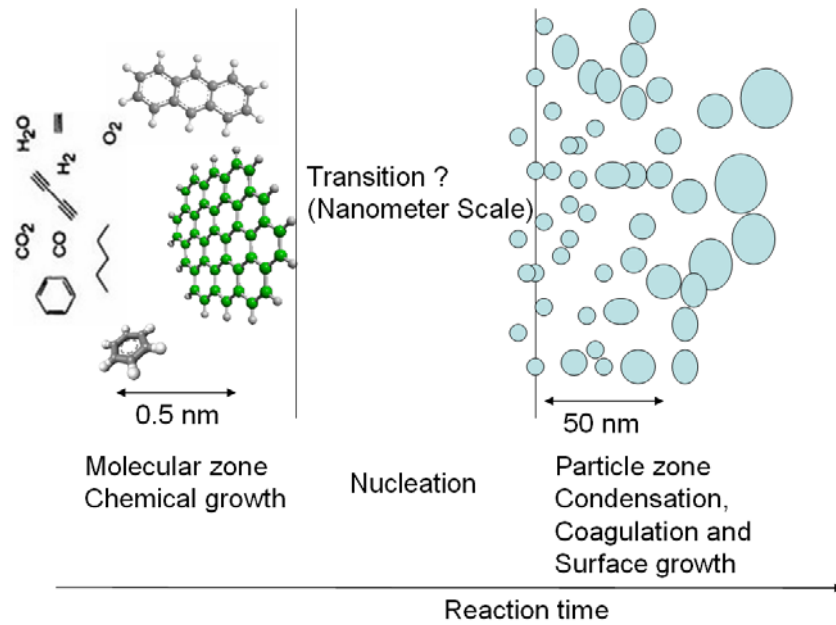 H2O
O2
H2
CO2
CO
Transition ?
(Nanometer Scale)
0.5 nm
50 nm
Molecular zone
Chemical growth
Nucleation
Particle zone
Condensation,
Coagulation and
Surface growth
Reaction time